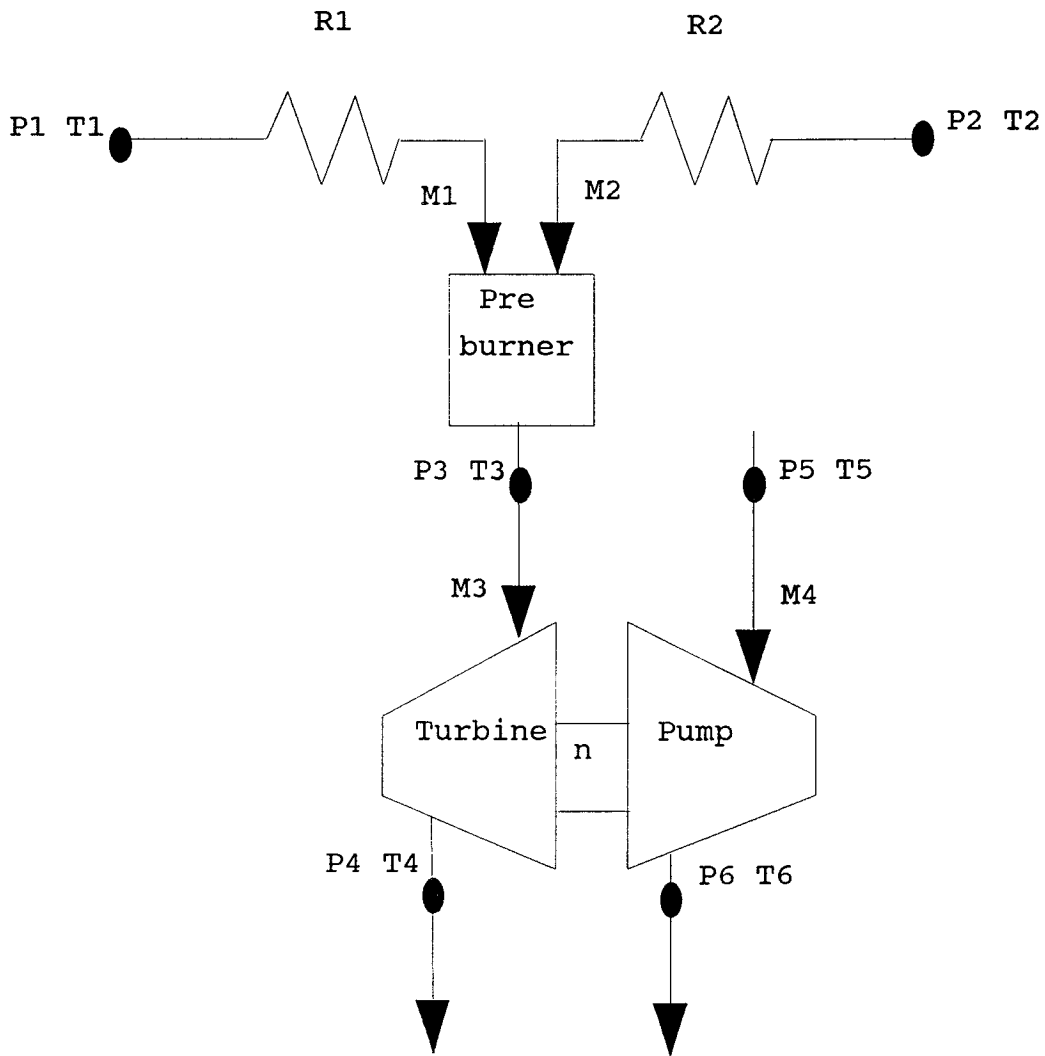 R1
R2
P1 T1
P2 T2
M1
M2
Pre
burner
P3 T3
P5 T5
M3
M4
Turbine
n
Pump
P4 T4
P6 T6